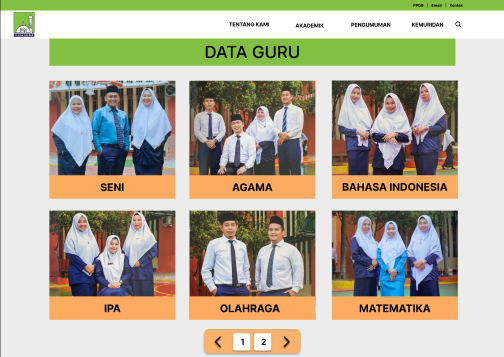 PPDB | Email | Kontak
TENTANG KAMI
AKADEMIK
PENGUMUMAN
KEMURIDAN
DATA GURU
SENI
AGAMA
BAHASA INDONESIA
IPA
OLAHRAGA
MATEMATIKA
1
2